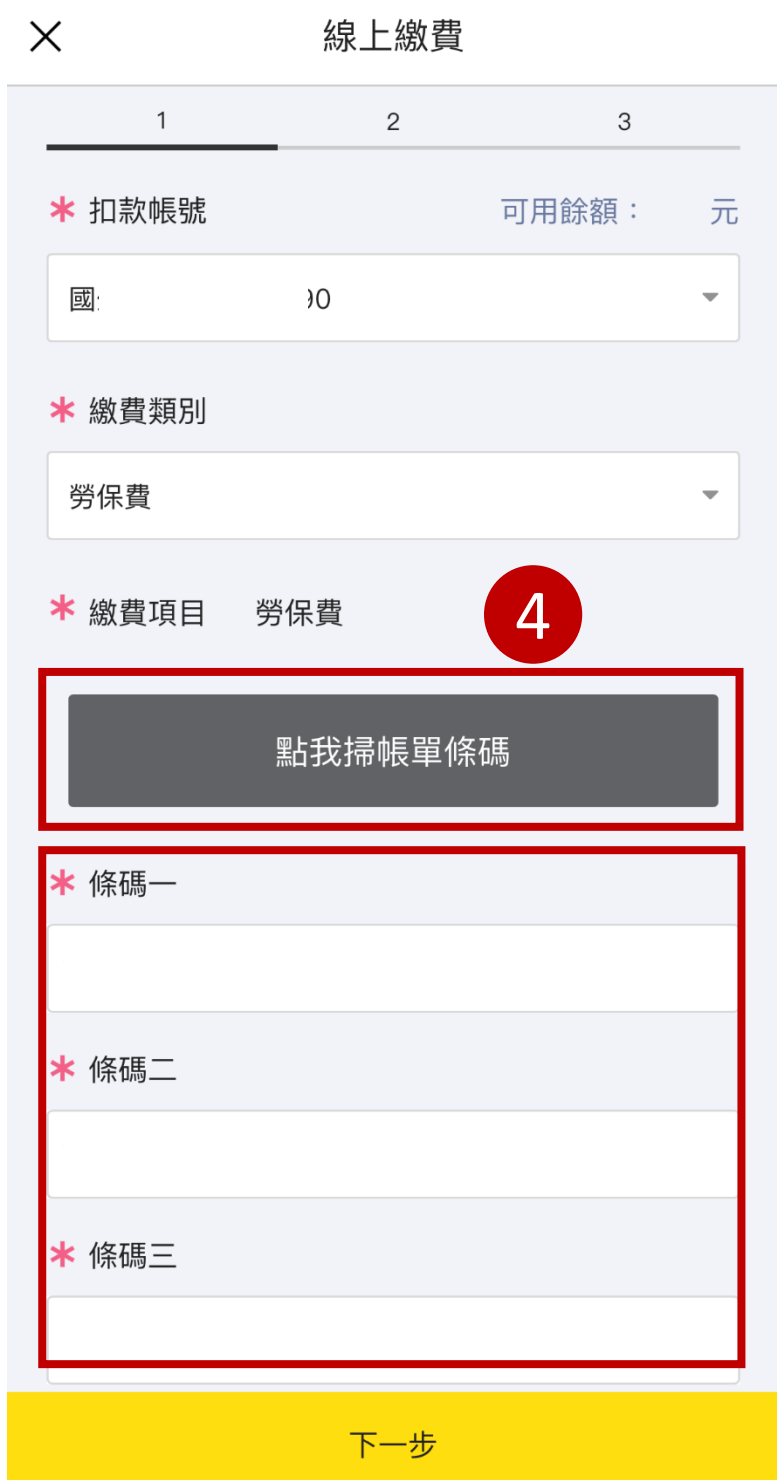 線上繳費
1 2 3
* 扣款帳號 可用餘額： 元
國 90
* 繳費類別
勞保費
* 繳費項目 勞保費
4
點我掃帳單條碼
* 條碼一
* 條碼二
* 條碼三
下一步